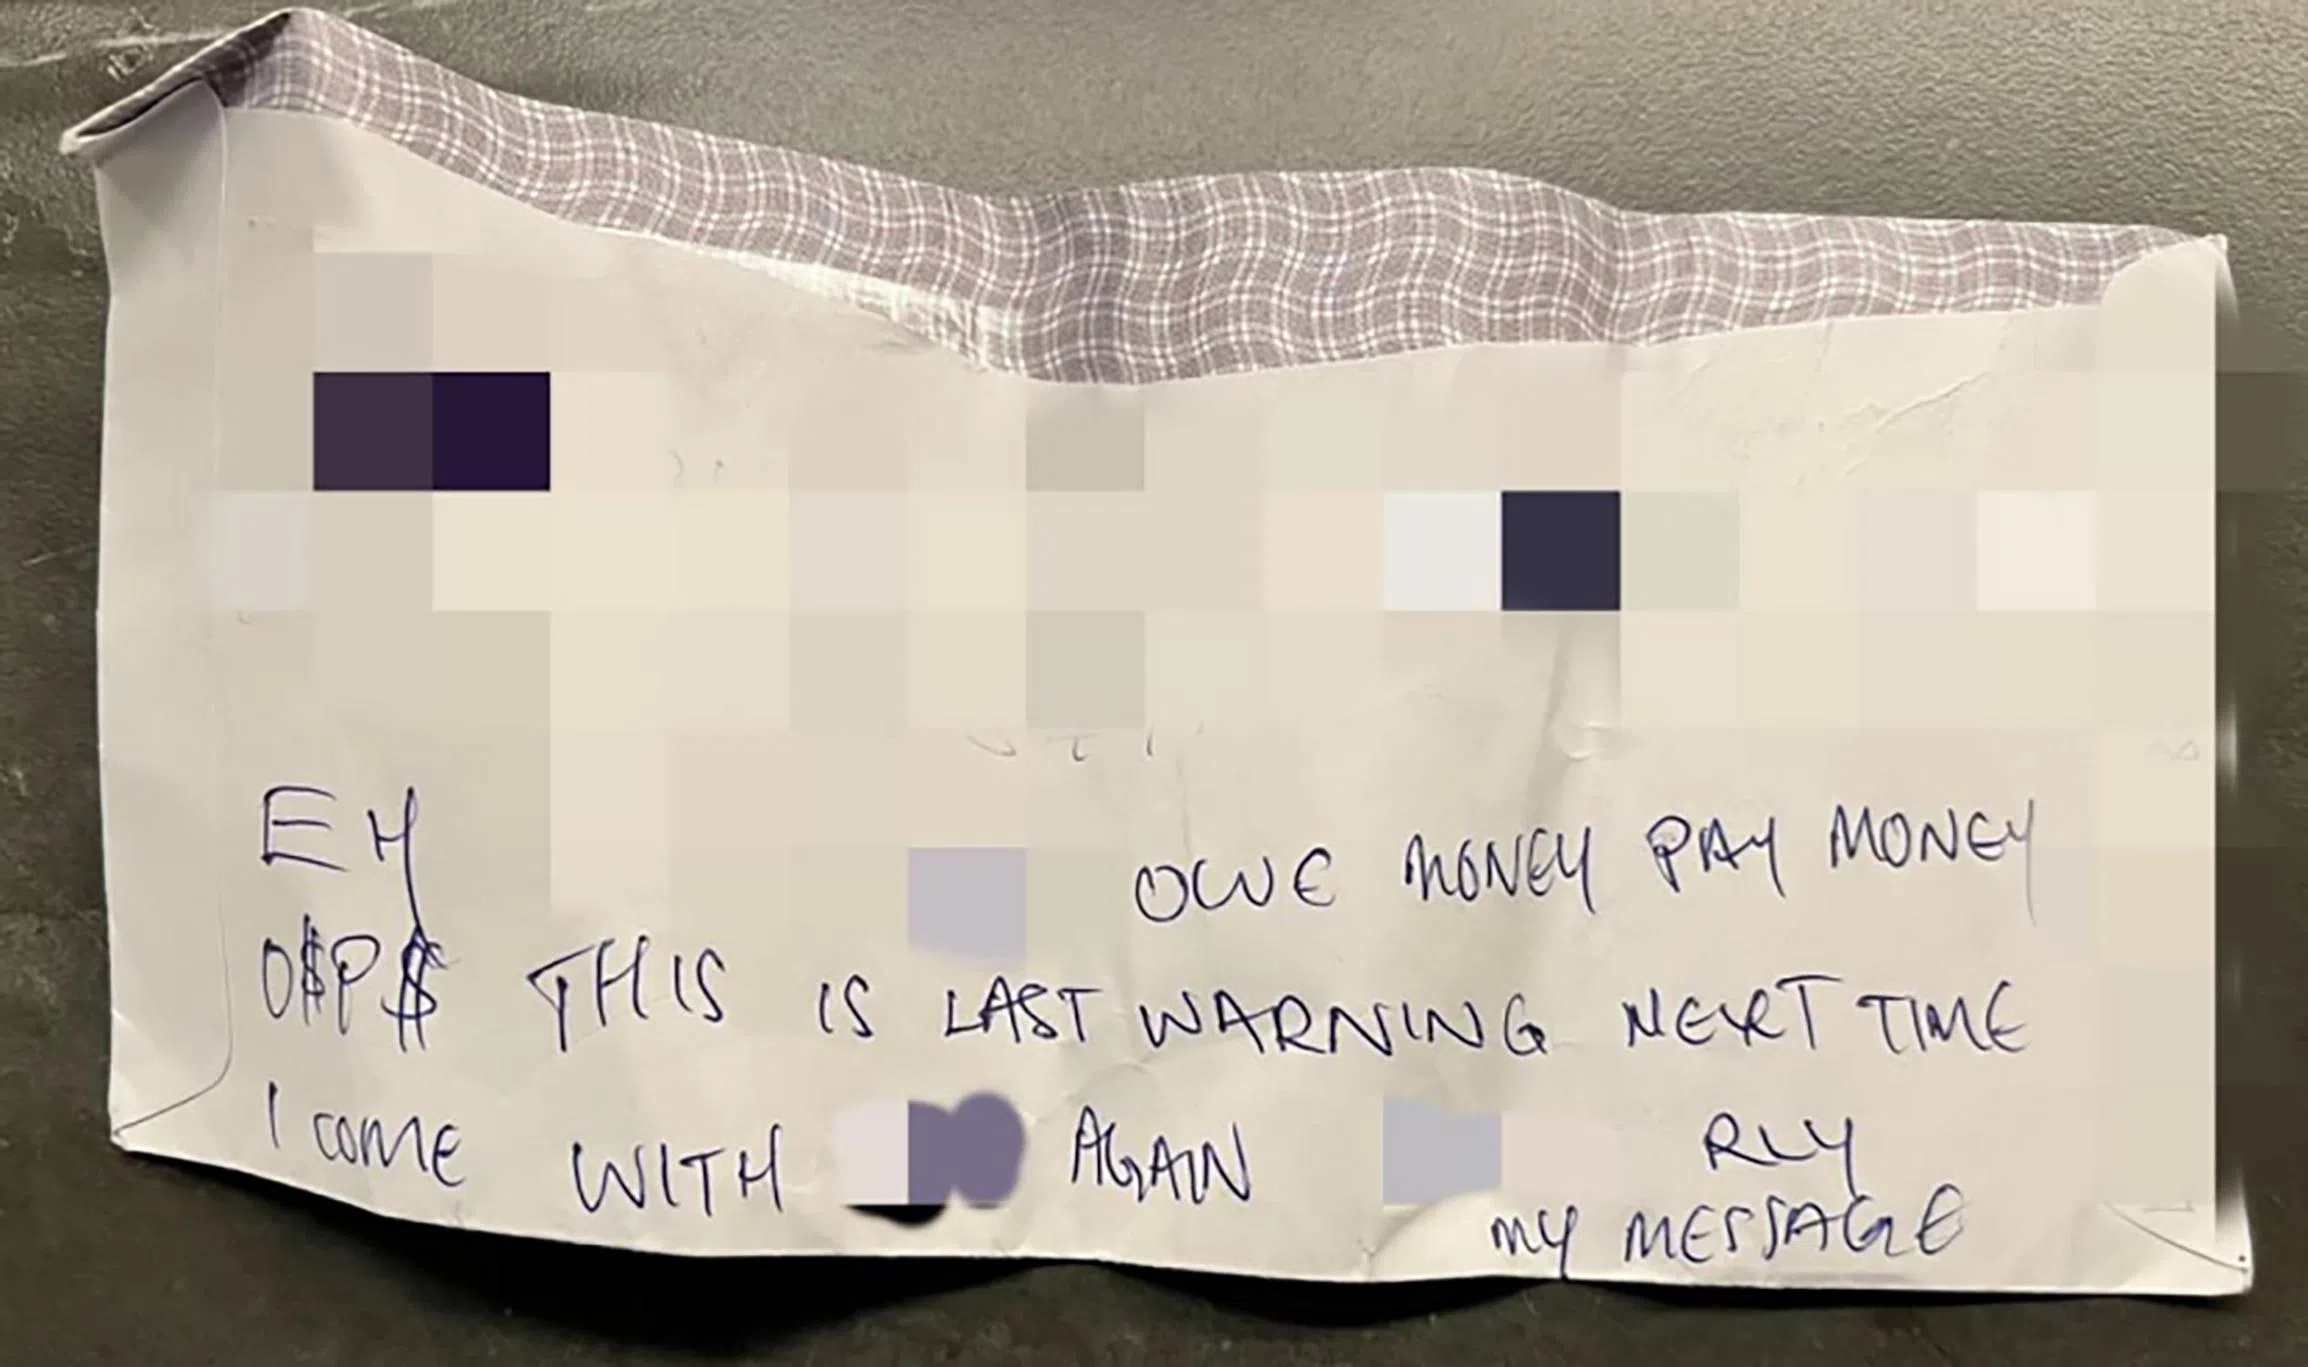 EH OWE MONEY PAY MONEY
O$P$ THIS IS LAST WARNING NEXT TIME
I COME WITH AGAIN RLY
MY MESSAGE